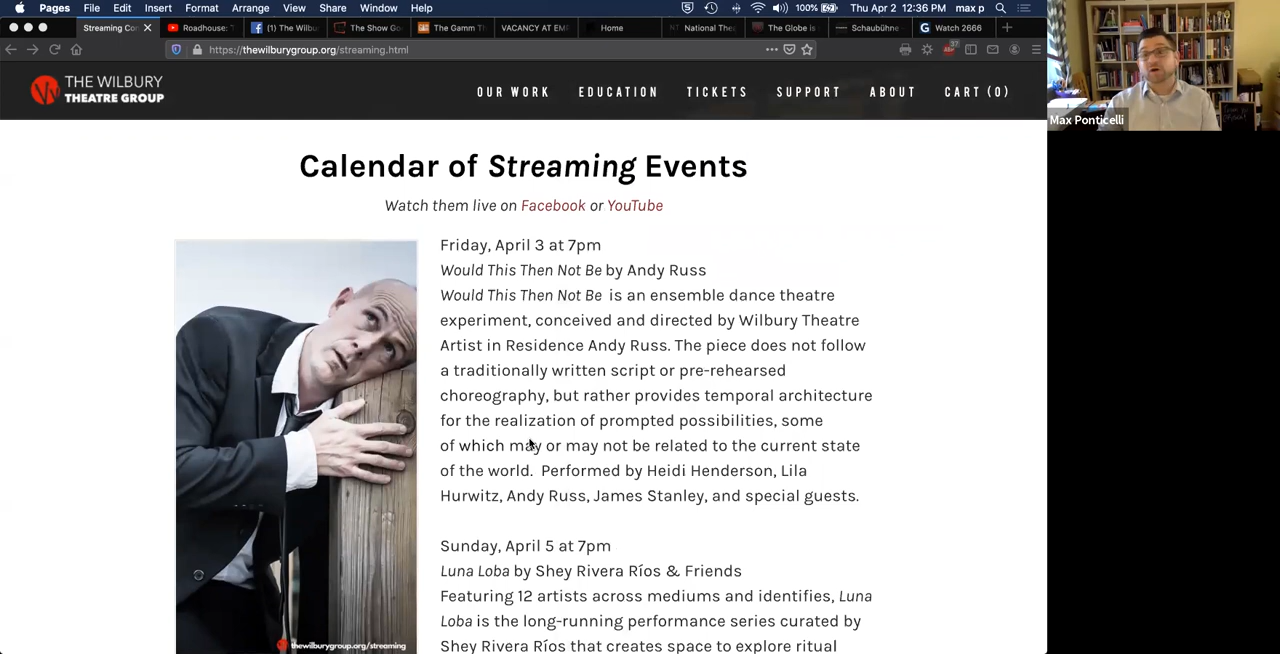 Pages File Edit Insert Format Arrange View Share Window Help 100% Thu Apr 2 12:36 PM max p
Streaming Co Roadhouse: (1) The Wilbu The Show Go The Gamm Th VACANCY AT EMP Home NT National Thea The Globe is Schaubühne G Watch 2666
https://thewilburygroup.org/streaming.html 37
THE WILBURY
THEATRE GROUP
OUR WORK EDUCATION TICKETS SUPPORT ABOUT CART (0)
Max Ponticelli
Calendar of Streaming Events
Watch them live on Facebook or YouTube
Friday, April 3 at 7pm
Would This Then Not Be by Andy Russ
Would This Then Not Be is an ensemble dance theatre
experiment, conceived and directed by Wilbury Theatre
Artist in Residence Andy Russ. The piece does not follow
a traditionally written script or pre-rehearsed
choreography, but rather provides temporal architecture
for the realization of prompted possibilities, some
of which may or may not be related to the current state
of the world. Performed by Heidi Henderson, Lila
Hurwitz, Andy Russ, James Stanley, and special guests.
Sunday, April 5 at 7pm
Luna Loba by Shey Rivera Ríos & Friends
Featuring 12 artists across mediums and identifies, Luna
Loba is the long-running performance series curated by
Shey Rivera Ríos that creates space to explore ritual
thewilburygroup.org/streaming